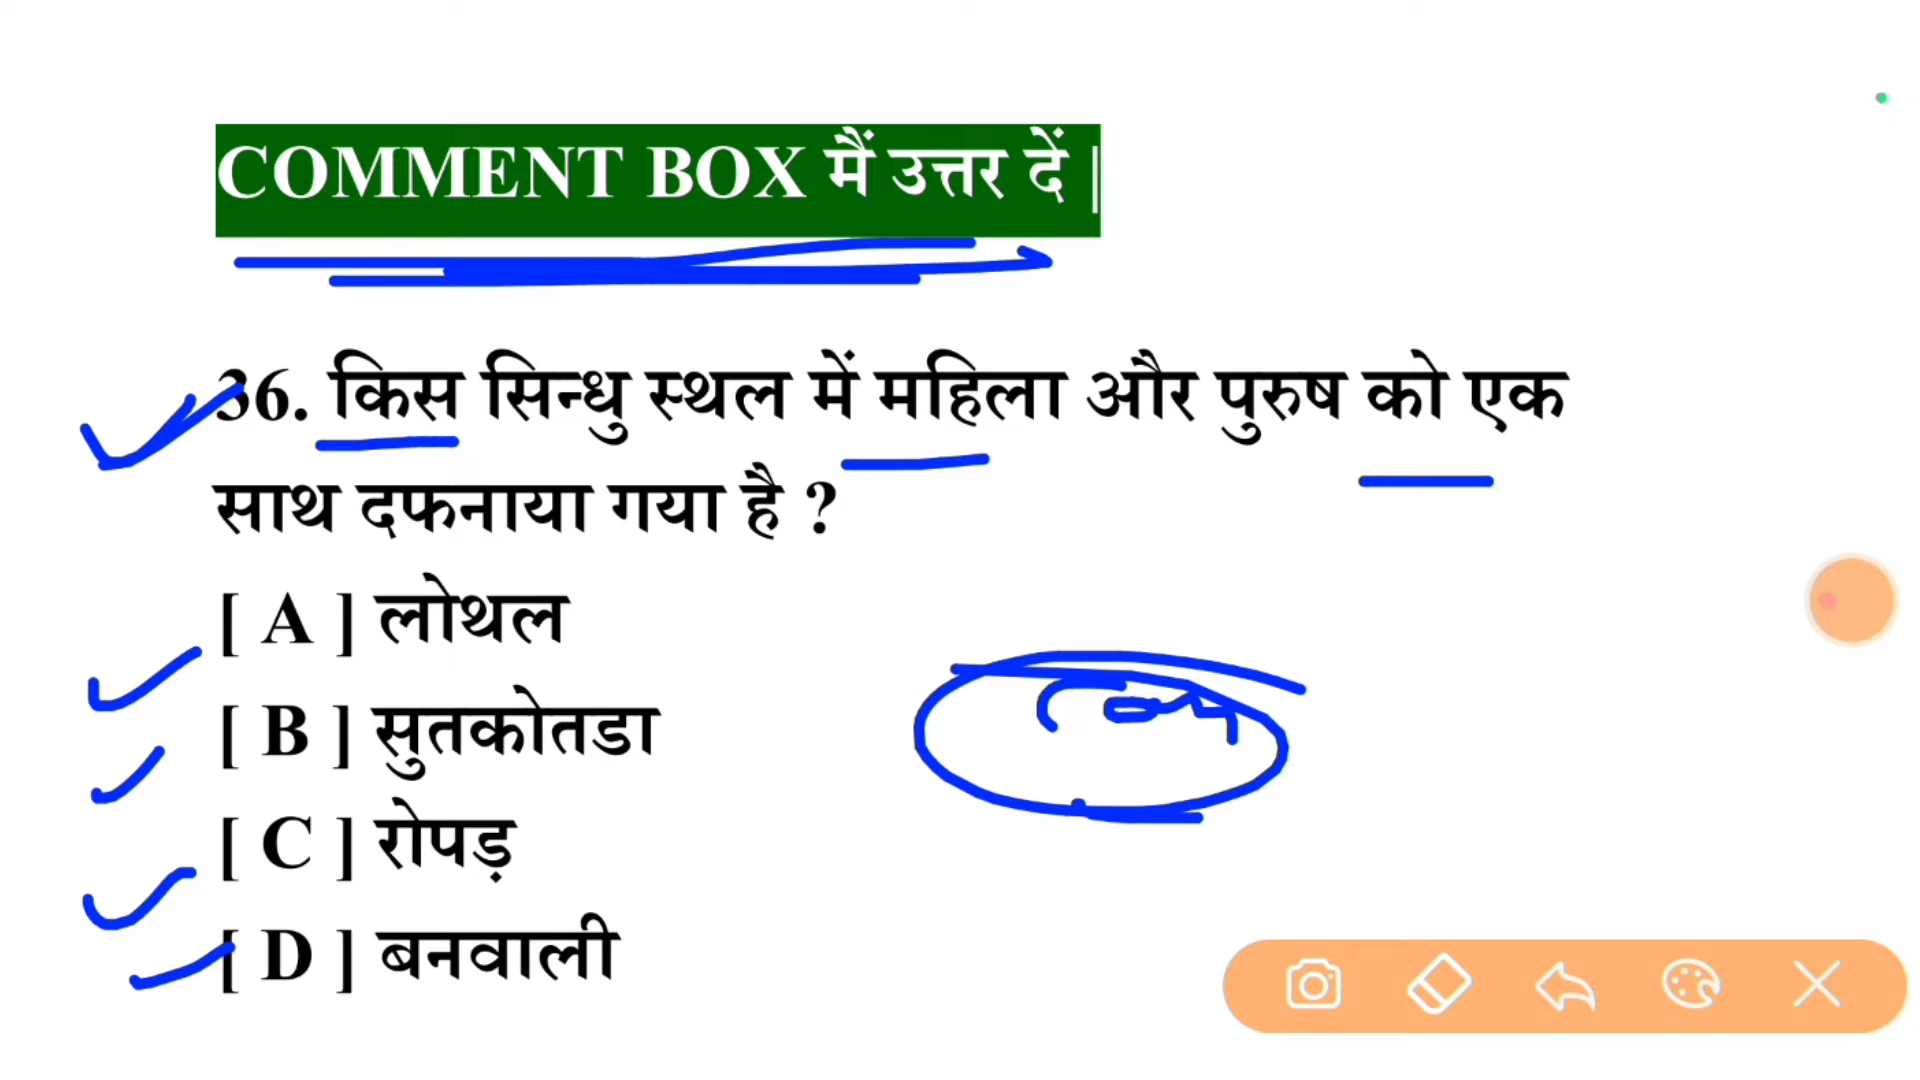 COMMENT BOX मैं उत्तर दें |
36. किस सिन्धु स्थल में महिला और पुरुष को एक
साथ दफनाया गया है ?
[ A ] लोथल
[ B ] सुतकोतडा
[ C ] रोपड़
[ D ] बनवाली